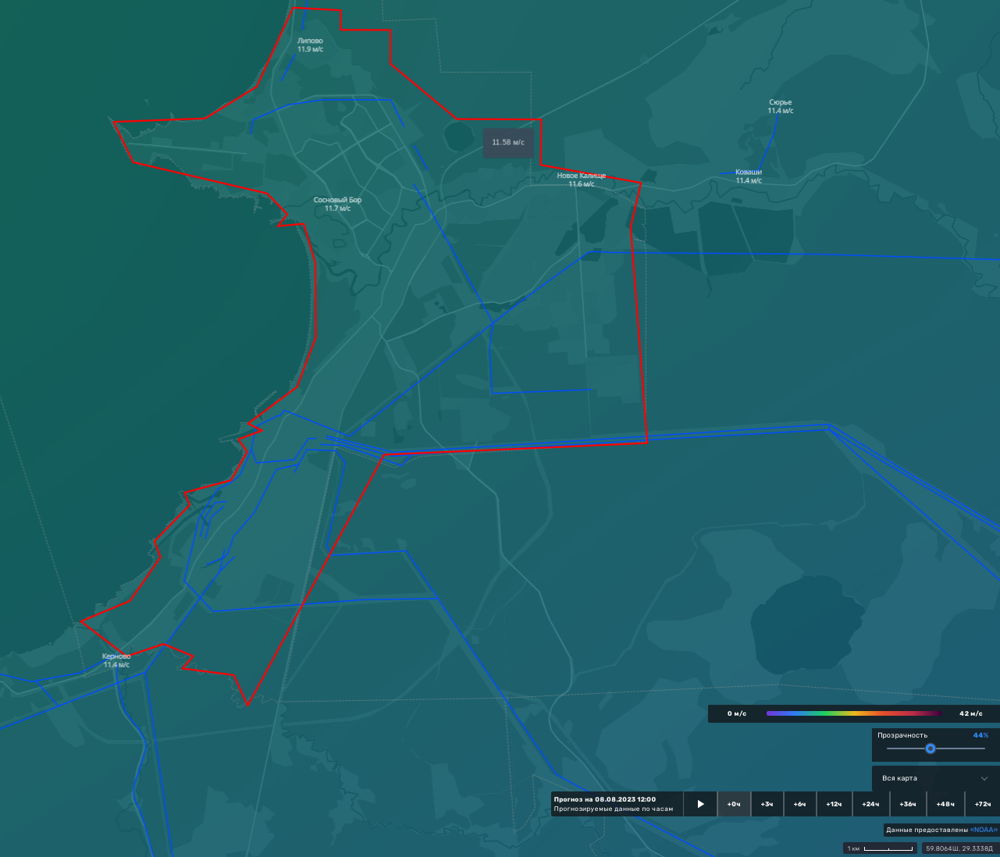 Липово
11.9 м/с
Сюрье
11.4 м/с
11.58 м/с
Коваши
11.4 м/с
Новое Калище
11.6 м/с
Сосновый Бор
11.7 м/с
Керново
11.4 м/с
0 м/с
42 м/с
Прозрачность
44%
Вся карта
Прогноз на 08.08.2023 12:00
Прогнозируемые данные по часам
+0ч
+3ч
+6ч
+12ч
+24ч
+36ч
+48ч
+72ч
Данные предоставлены «NOAA»
1 км
59.8064Ш, 29.3338Д